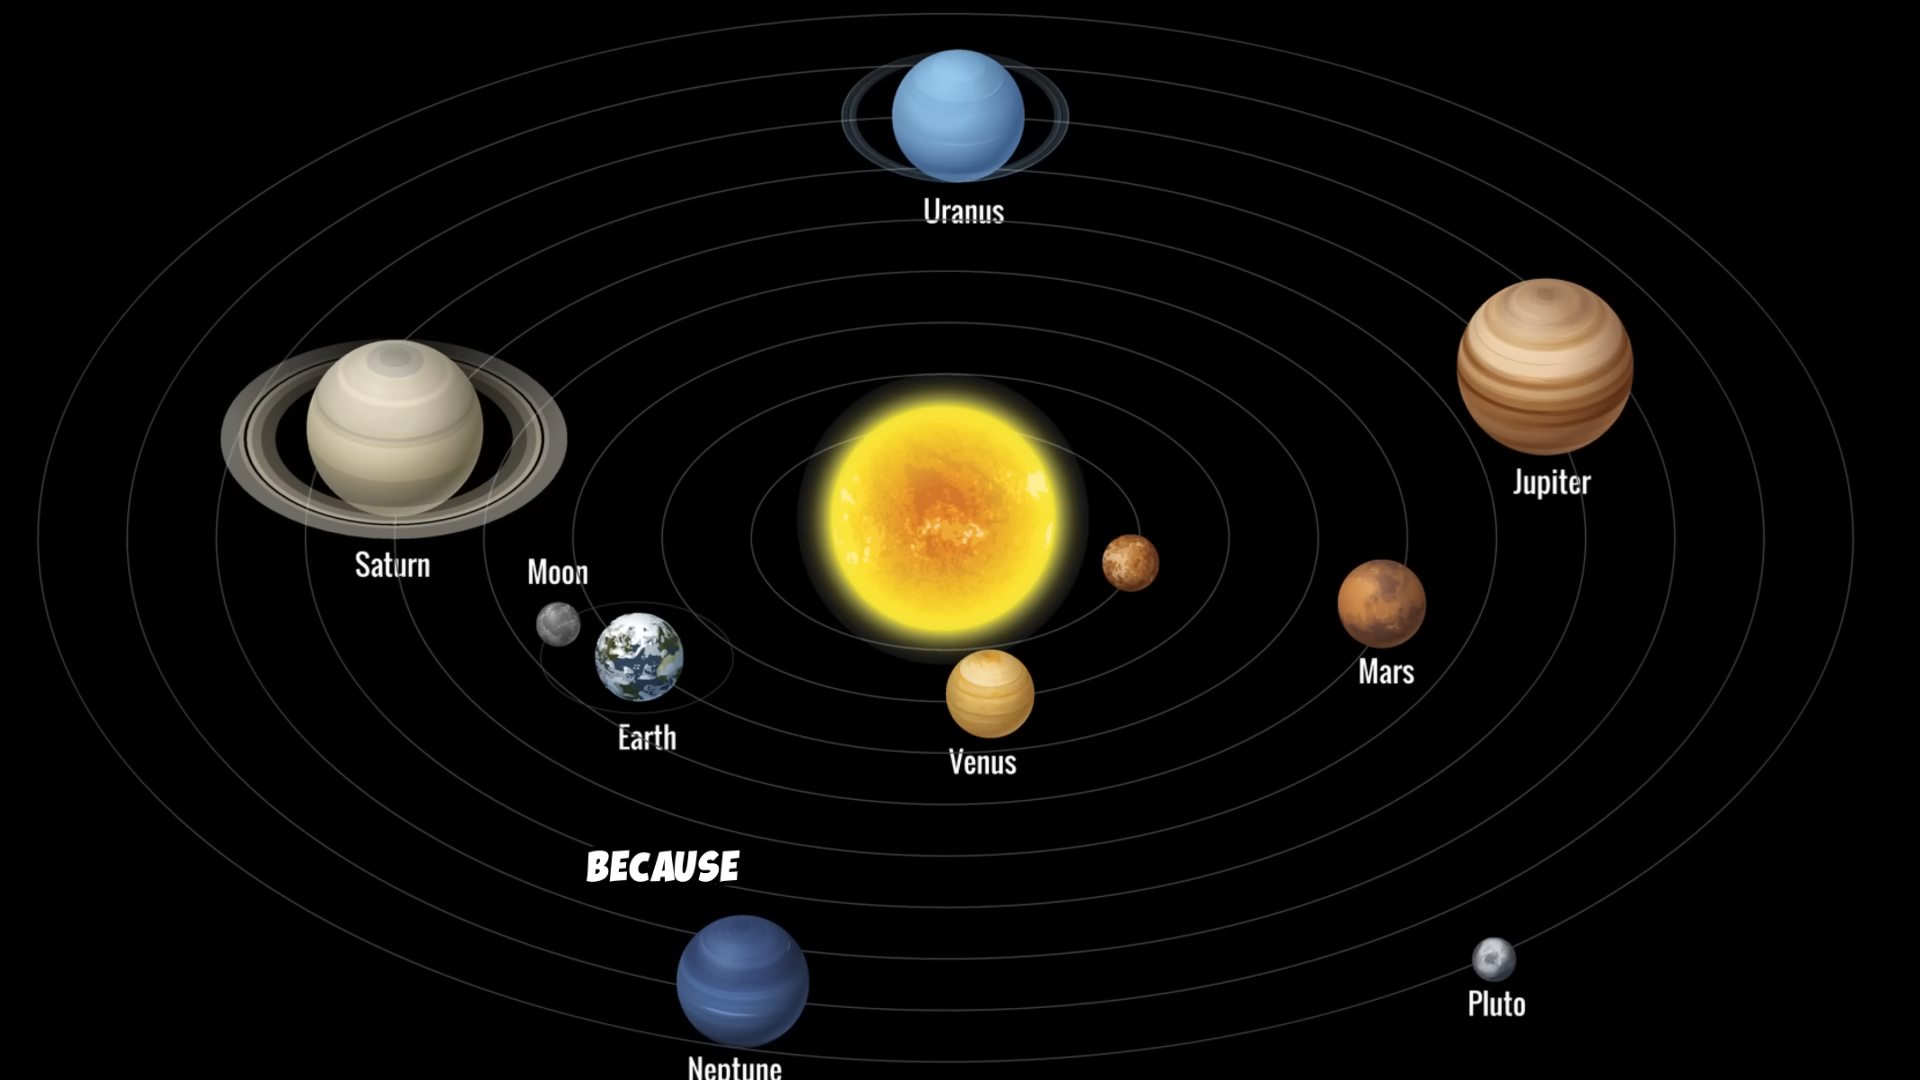 Uranus
Jupiter
Saturn
Moon
Mars
Earth
Venus
BECAUSE
Pluto
Neptune